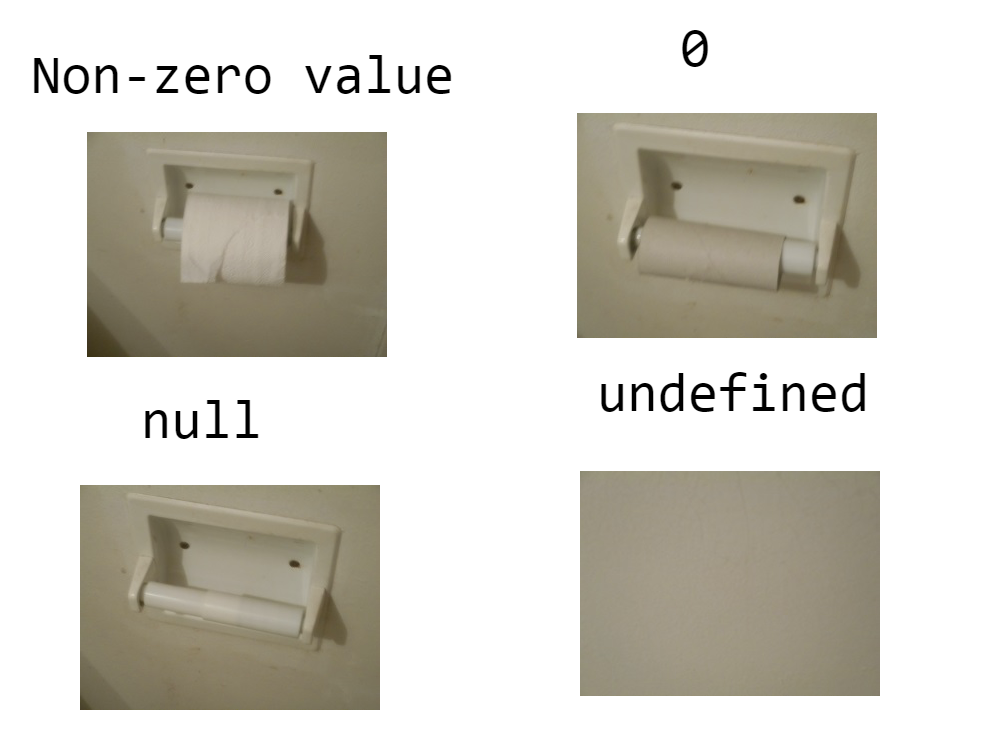 Non-zero value
0
null
undefined